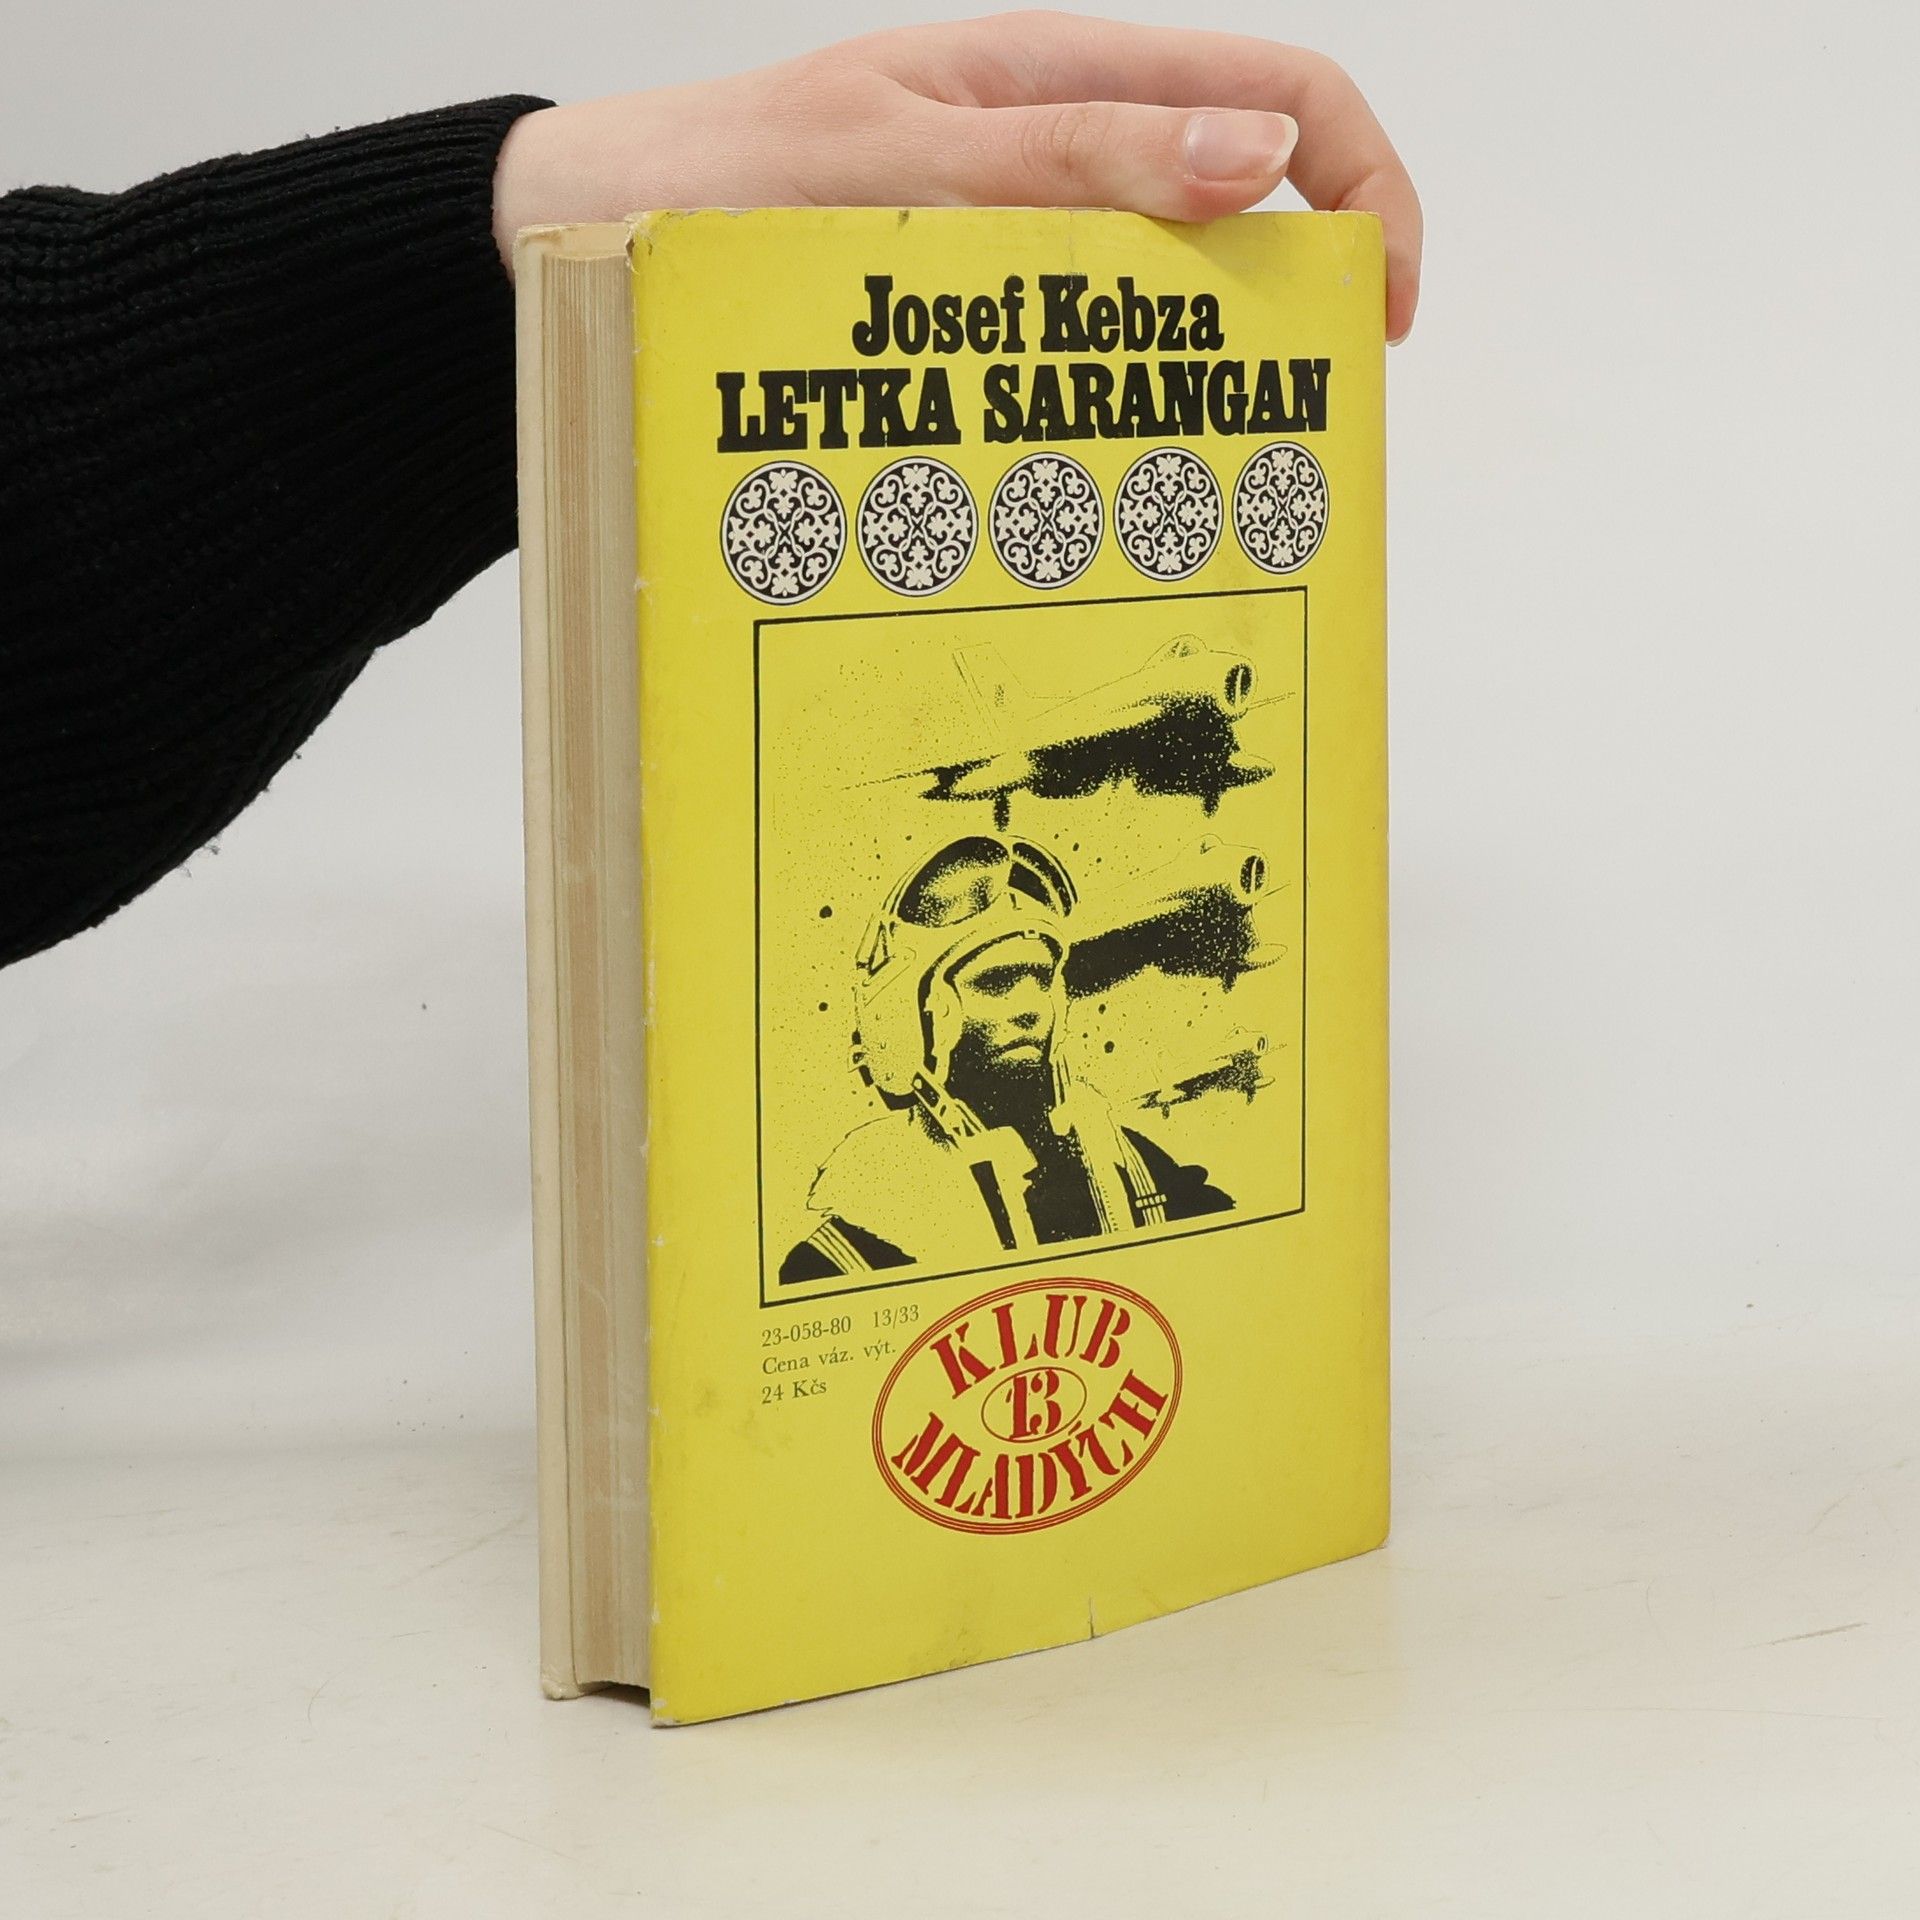 Josef Kebza
LETKA SARANGAN
23-058-80 13/33
Cena váz. výt.
24 Kčs
KLUB
13
MLADÝCH